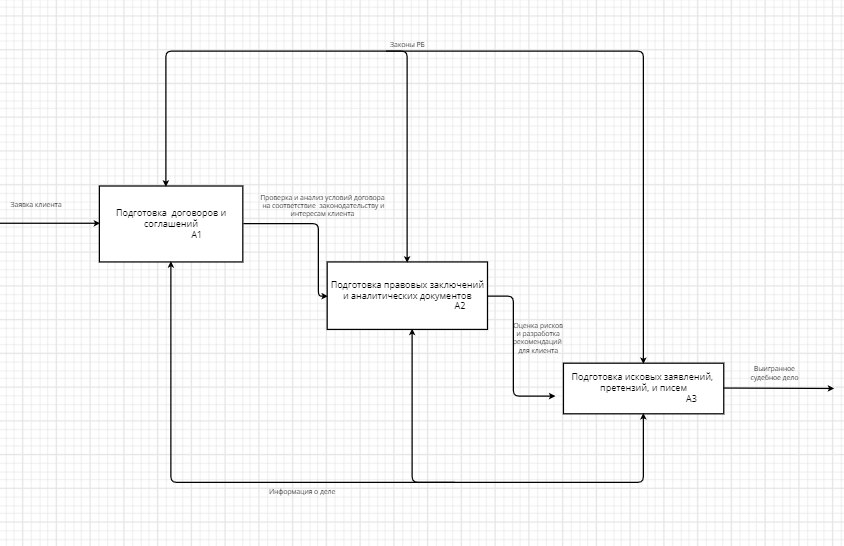 Законы РБ
Заявка клиента
Подготовка договоров и
соглашений
А1
Проверка и анализ условий договора
на соответствие законодательству и
интересам клиента
Подготовка правовых заключений
и аналитических документов
А2
Оценка рисков
и разработка
рекомендаций
для клиента
Подготовка исковых заявлений,
претензий, и писем
А3
Выигранное
судебное дело
Информация о деле